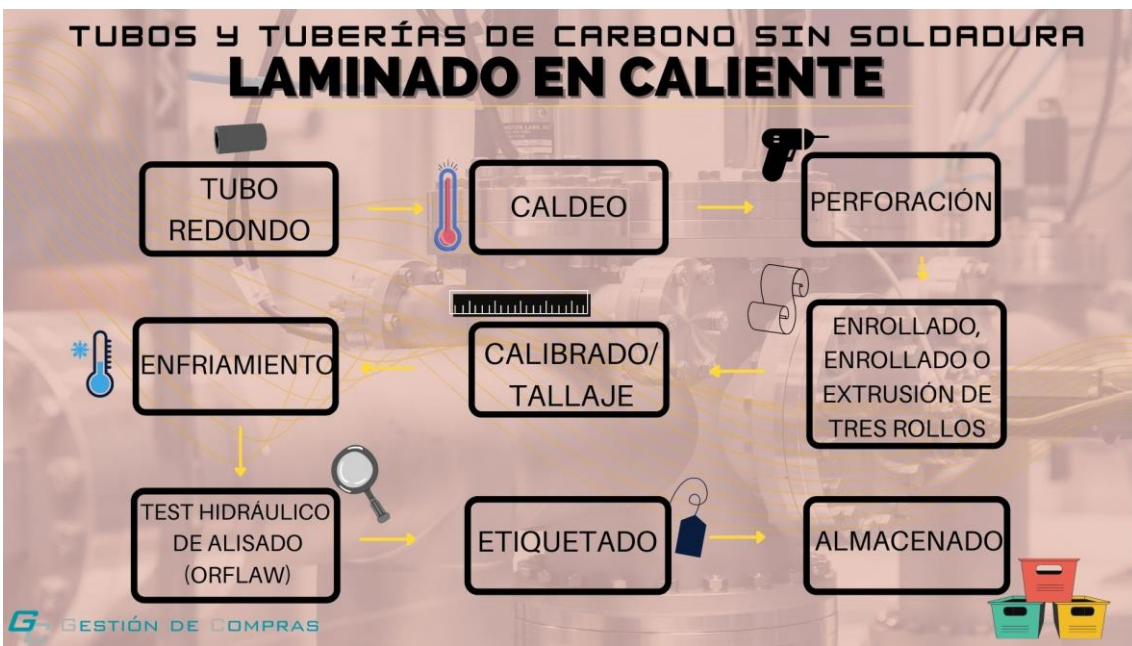 TUBOS Y TUBERÍAS DE CARBONO SIN SOLDADURA
LAMINADO EN CALIENTE
TUBO
REDONDO
CALDEO
PERFORACIÓN
ENROLLADO,
ENROLLADO O
EXTRUSIÓN DE
TRES ROLLOS
CALIBRADO/
TALLAJE
ENFRIAMIENTO
TEST HIDRÁULICO
DE ALISADO
(ORFLAW)
ETIQUETADO
ALMACENADO
GESTIÓN DE COMPRAS